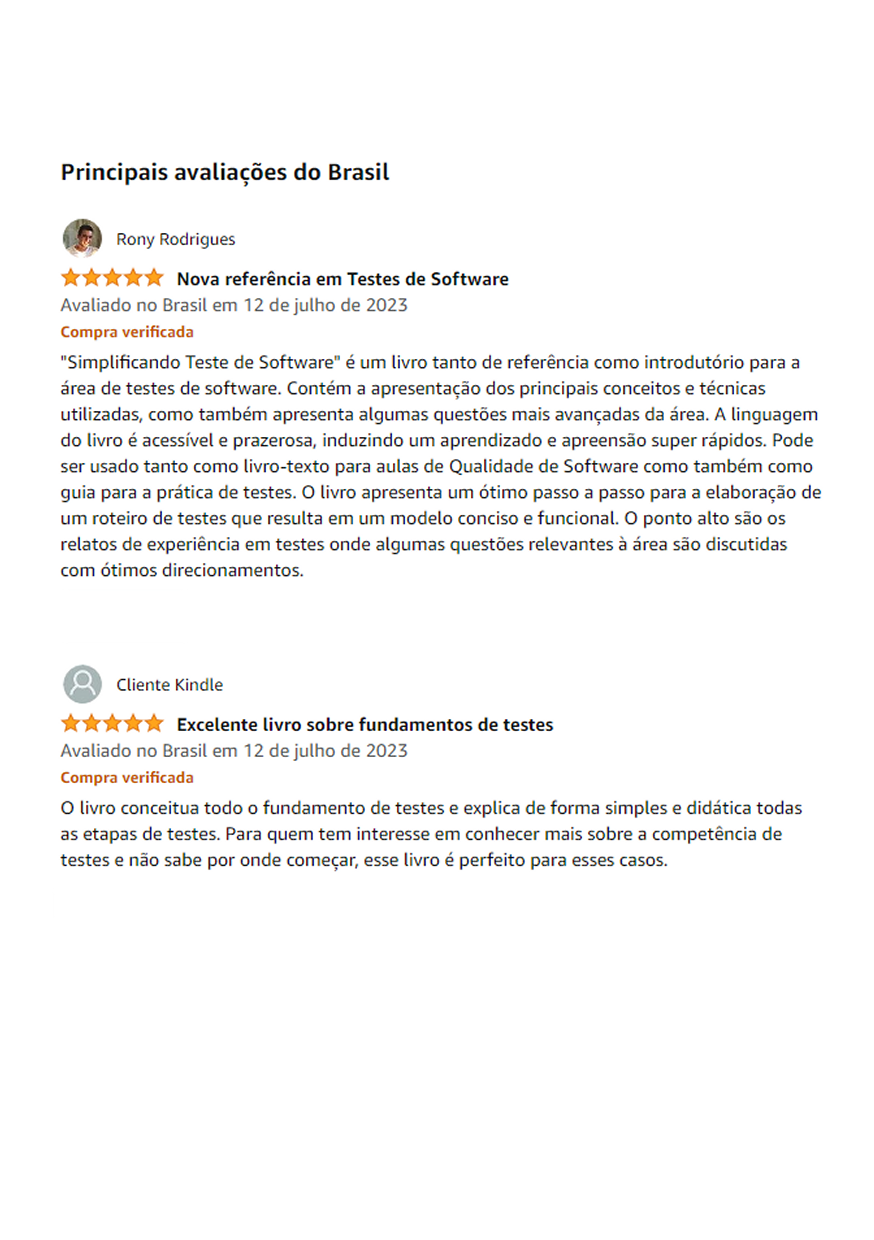 Principais avaliações do Brasil
Rony Rodrigues
Nova referência em Testes de Software
Avaliado no Brasil em 12 de julho de 2023
Compra verificada
"Simplificando Teste de Software" é um livro tanto de referência como introdutório para a
área de testes de software. Contém a apresentação dos principais conceitos e técnicas
utilizadas, como também apresenta algumas questões mais avançadas da área. A linguagem
do livro é acessível e prazerosa, induzindo um aprendizado e apreensão super rápidos. Pode
ser usado tanto como livro-texto para aulas de Qualidade de Software como também como
guia para a prática de testes. O livro apresenta um ótimo passo a passo para a elaboração de
um roteiro de testes que resulta em um modelo conciso e funcional. O ponto alto são os
relatos de experiência em testes onde algumas questões relevantes à área são discutidas
com ótimos direcionamentos.
Cliente Kindle
Excelente livro sobre fundamentos de testes
Avaliado no Brasil em 12 de julho de 2023
Compra verificada
O livro conceitua todo o fundamento de testes e explica de forma simples e didática todas
as etapas de testes. Para quem tem interesse em conhecer mais sobre a competência de
testes e não sabe por onde começar, esse livro é perfeito para esses casos.